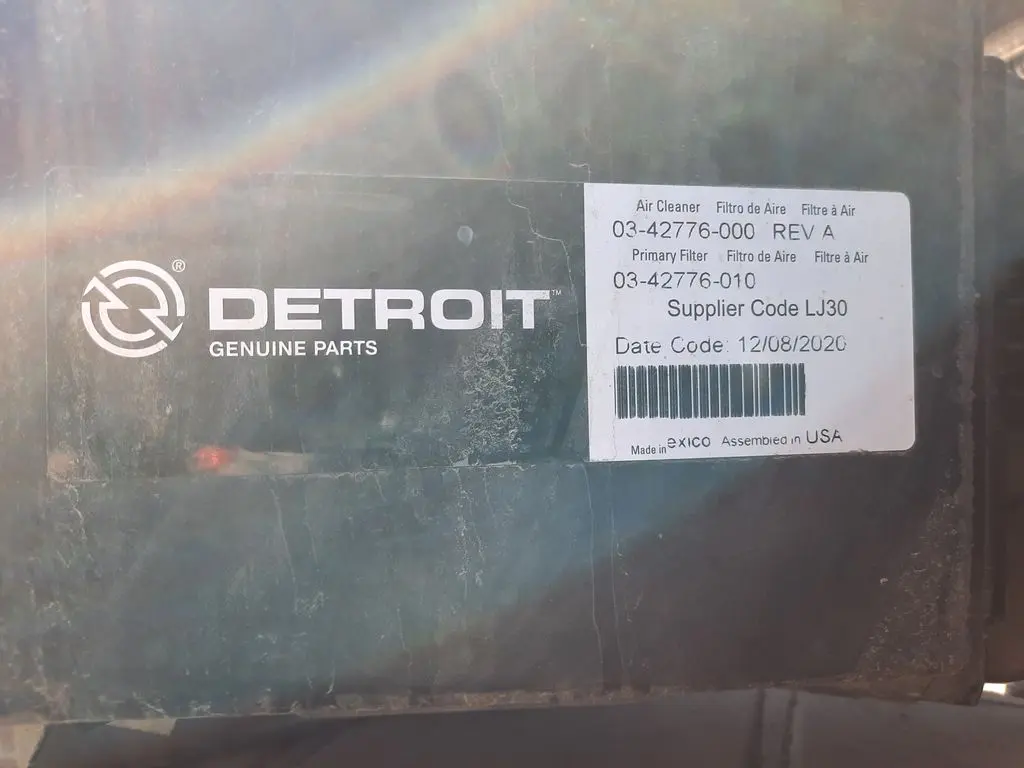 DETROIT™
GENUINE PARTS
®
Air Cleaner Filtro de Aire Filtre à Air
03-42776-000 REV A
Primary Filter Filtro de Aire Filtre à Air
03-42776-010
Supplier Code LJ30
Date Code: 12/08/2020
Made in exico Assembled in USA